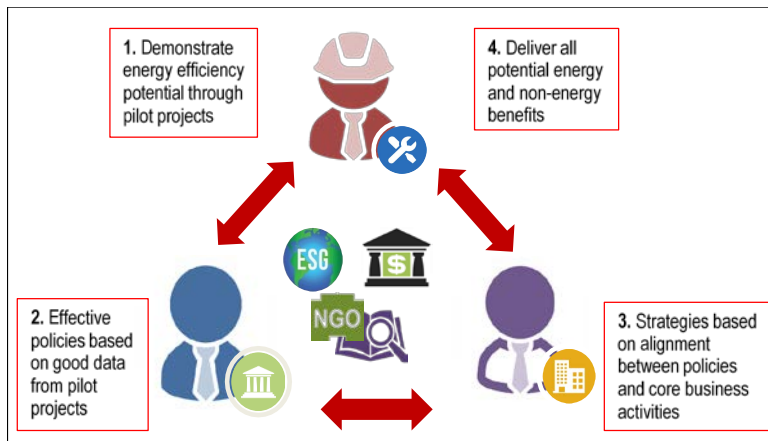 1. Demonstrate
energy efficiency
potential through
pilot projects
4. Deliver all
potential energy
and non-energy
benefits
ESG
$
NGO
2. Effective
policies based
on good data
from pilot
projects
3. Strategies based
on alignment
between policies
and core business
activities